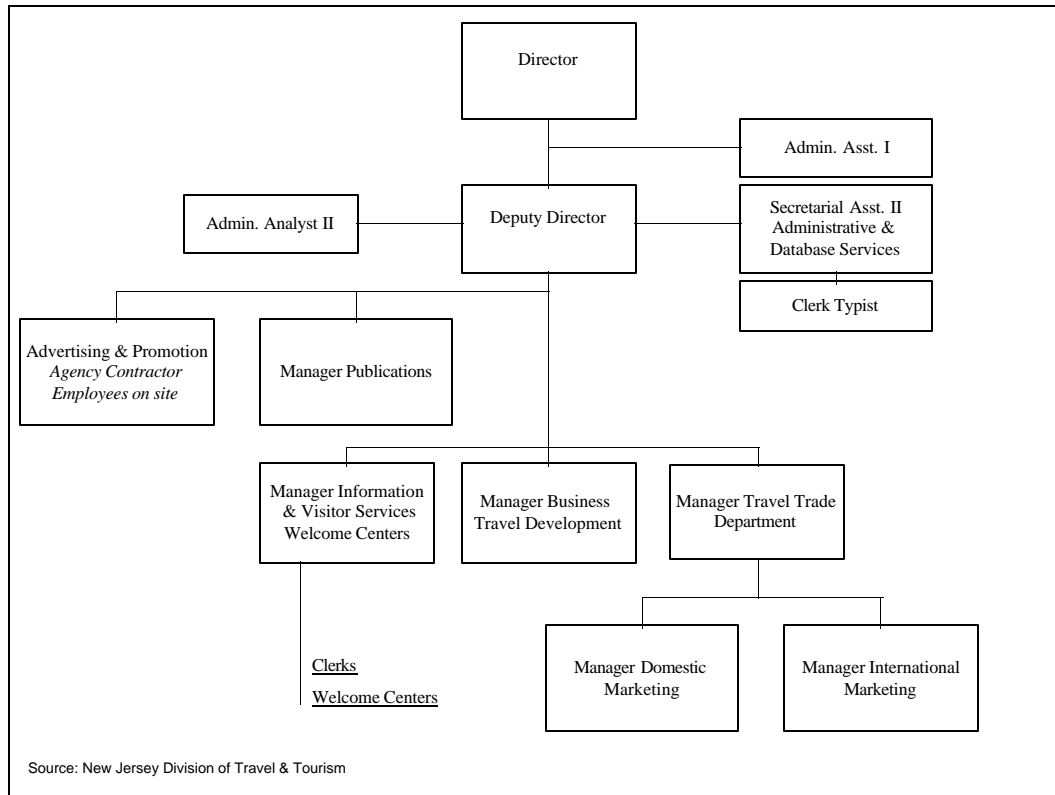 Director
Admin. Asst. I
Admin. Analyst II
Deputy Director
Secretarial Asst. II
Administrative &
Database Services
Clerk Typist
Advertising & Promotion
Agency Contractor
Employees on site
Manager Publications
Manager Information
& Visitor Services
Welcome Centers
Manager Business
Travel Development
Manager Travel Trade
Department
Clerks
Welcome Centers
Manager Domestic
Marketing
Manager International
Marketing
Source: New Jersey Division of Travel & Tourism